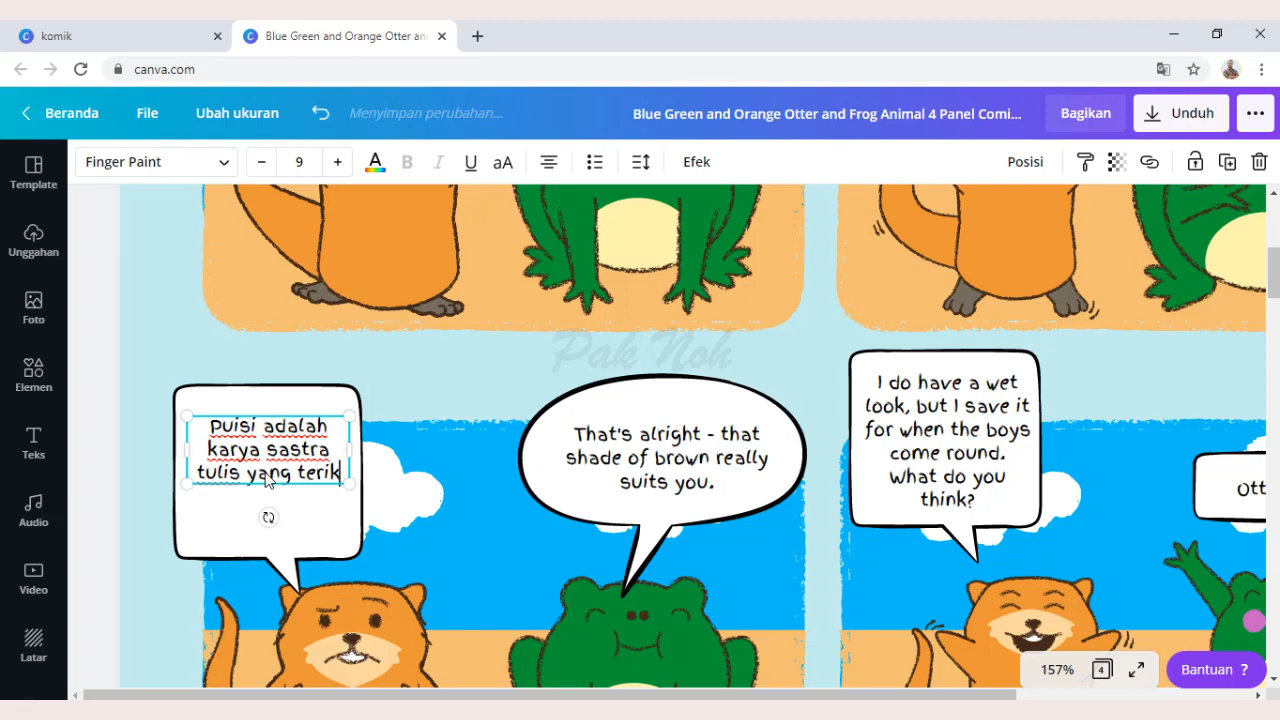 komik
Blue Green and Orange Otter and
canva.com
Beranda
File
Ubah ukuran
Menyimpan perubahan...
Blue Green and Orange Otter and Frog Animal 4 Panel Comi...
Bagikan
Unduh
Finger Paint
9
A
B
I
U
aA
Efek
Posisi
Template
Unggahan
Foto
Elemen
Teks
Audio
Video
Latar
Pak Noh
Puisi adalah
karya sastra
tulis yang terik
That's alright - that
shade of brown really
suits you.
I do have a wet
look, but I save it
for when the boys
come round.
What do you
think?
Ott
157%
4
Bantuan ?